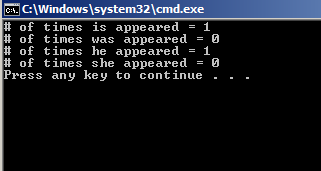 C:\Windows\system32\cmd.exe
# of times is appeared = 1
# of times was appeared = 0
# of times he appeared = 1
# of times she appeared = 0
Press any key to continue . . .